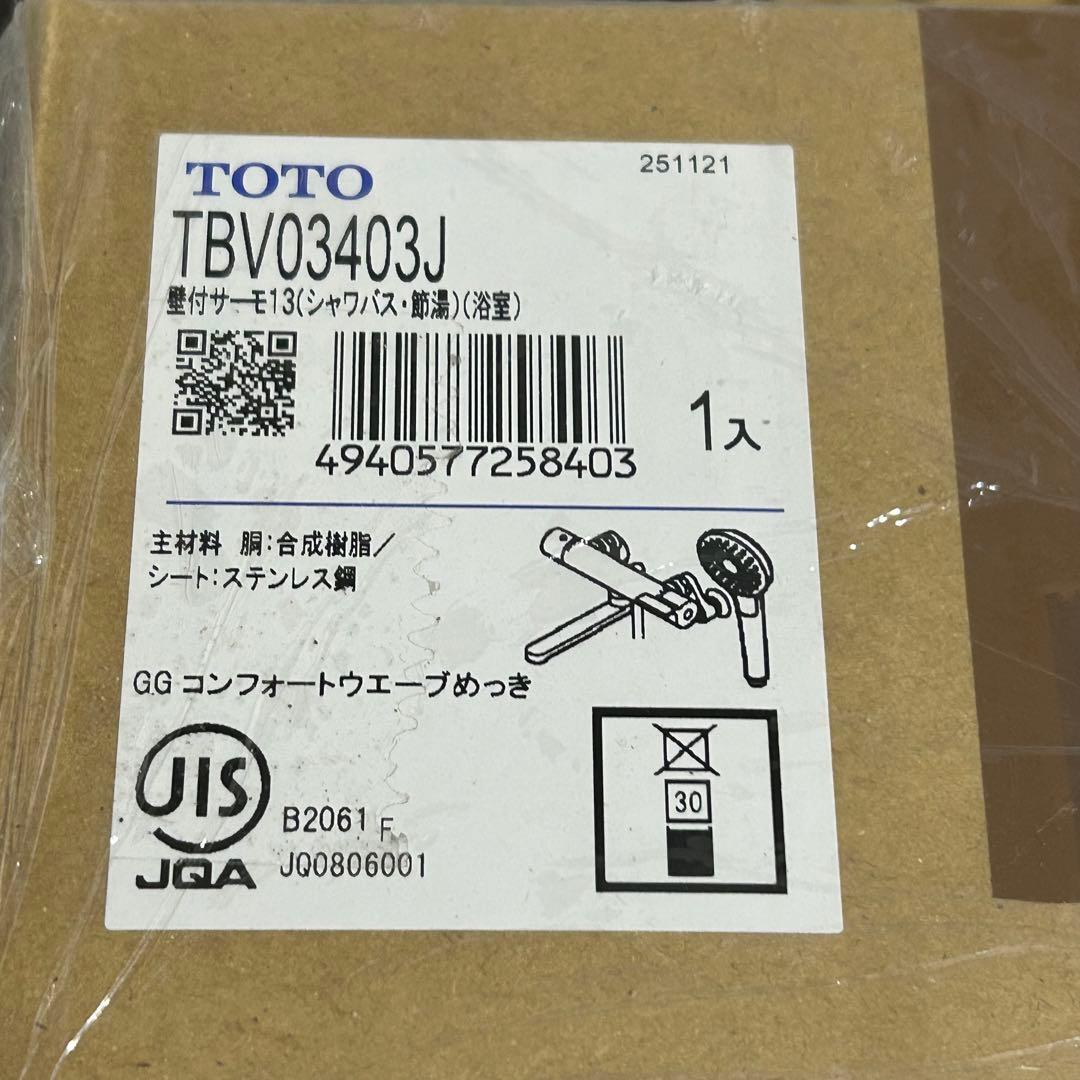 TOTO
251121
TBV03403J
壁付サーモ13(シャワバス・節湯)(浴室)
4940577258403
1入
主材料 胴:合成樹脂/
シート:ステンレス鋼
GG コンフォートウエーブめっき
JIS
B2061 F
JQA
JQ0806001
30